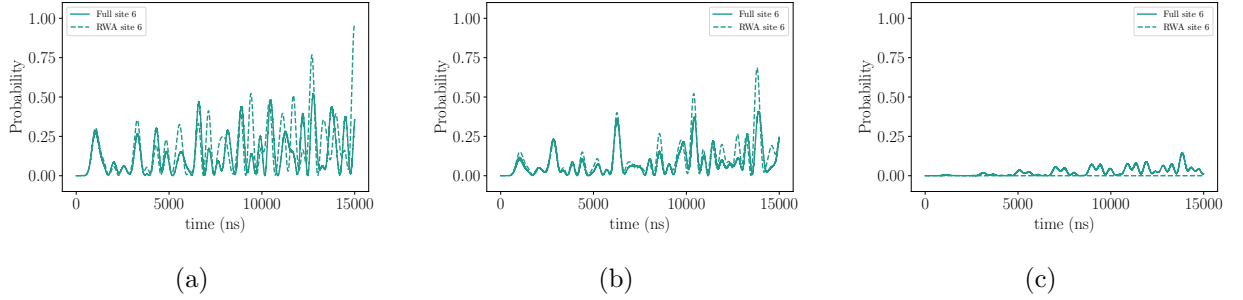 1.00
0.75
0.50
0.25
0.00
Probability
Full site 6
RWA site 6
0
5000
10000
15000
time (ns)
(a)
1.00
0.75
0.50
0.25
0.00
Probability
Full site 6
RWA site 6
0
5000
10000
15000
time (ns)
(b)
1.00
0.75
0.50
0.25
0.00
Probability
Full site 6
RWA site 6
0
5000
10000
15000
time (ns)
(c)